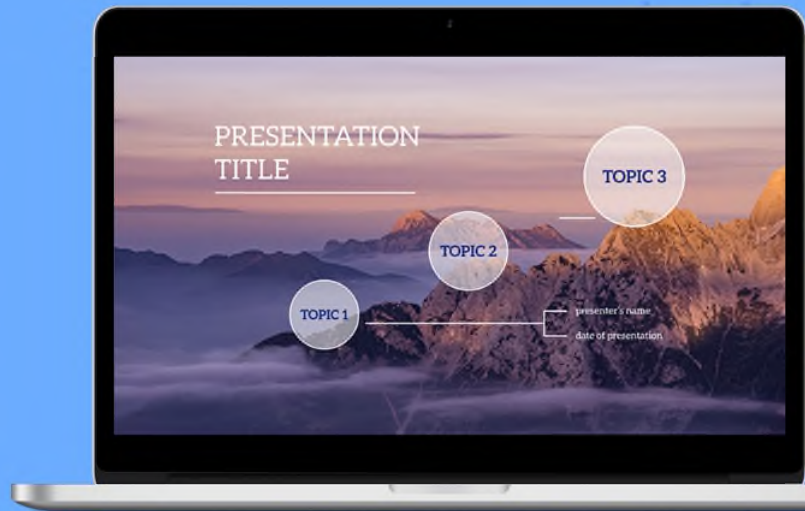 PRESENTATION
TITLE
TOPIC 3
TOPIC 2
TOPIC 1
presenter's name
date of presentation